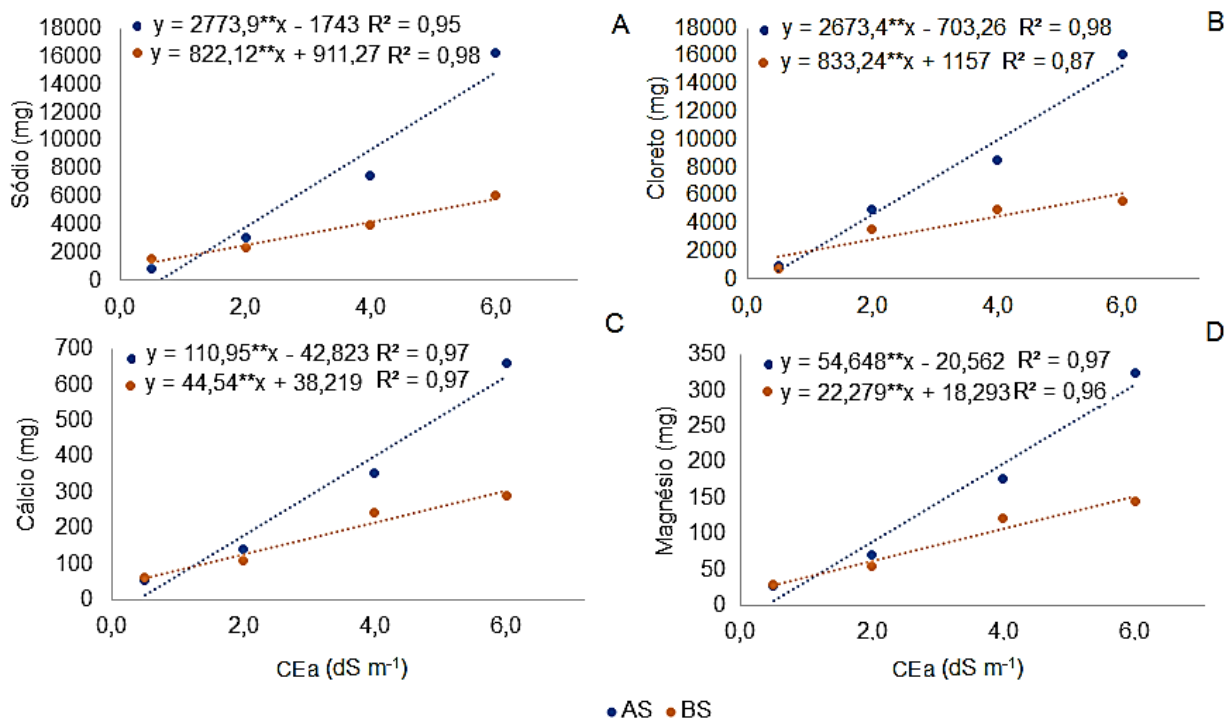 A
y = 2773,9**x - 1743 R² = 0,95
y = 822,12**x + 911,27 R² = 0,98
Sódio (mg)
18000
16000
14000
12000
10000
8000
6000
4000
2000
0
0,0 2,0 4,0 6,0
B
y = 2673,4**x - 703,26 R² = 0,98
y = 833,24**x + 1157 R² = 0,87
Cloreto (mg)
18000
16000
14000
12000
10000
8000
6000
4000
2000
0
0,0 2,0 4,0 6,0
C
y = 110,95**x - 42,823 R² = 0,97
y = 44,54**x + 38,219 R² = 0,97
Cálcio (mg)
700
600
500
400
300
200
100
0
0,0 2,0 4,0 6,0
CEa (dS m-1)
D
y = 54,648**x - 20,562 R² = 0,97
y = 22,279**x + 18,293 R² = 0,96
Magnésio (mg)
350
300
250
200
150
100
50
0
0,0 2,0 4,0 6,0
CEa (dS m-1)
AS BS